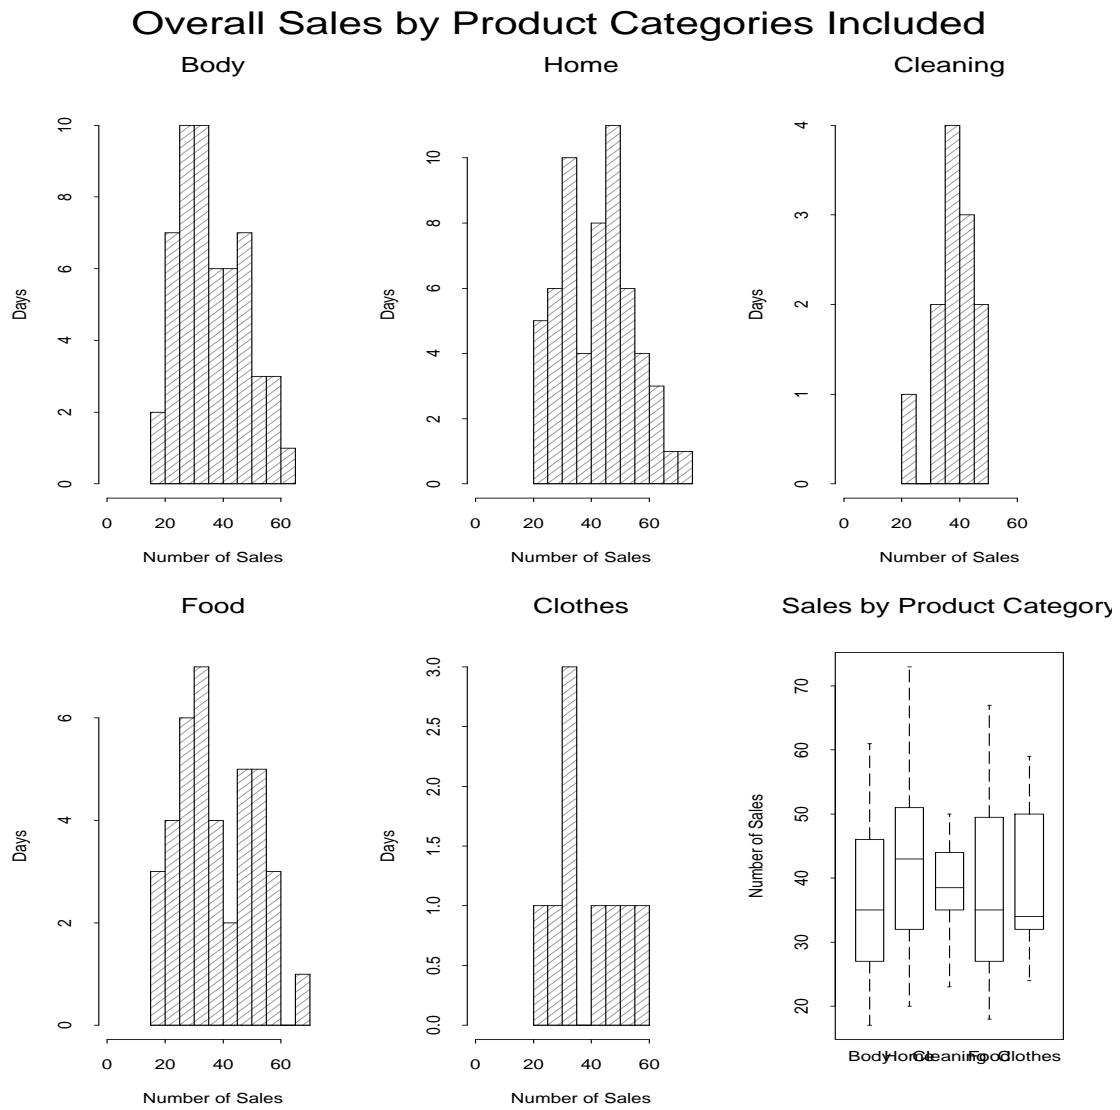 Overall Sales by Product Categories Included
Body
Home
Cleaning
Days
0
2
4
6
8
10
0
20
40
60
Number of Sales
Days
0
2
4
6
8
10
0
20
40
60
Number of Sales
Days
0
1
2
3
4
0
20
40
60
Number of Sales
Food
Clothes
Sales by Product Category
Days
0
2
4
6
0
20
40
60
Number of Sales
Days
0.0
0.5
1.0
1.5
2.0
2.5
3.0
0
20
40
60
Number of Sales
Number of Sales
20
30
40
50
60
70
Body
Home
Cleaning
Food
Clothes